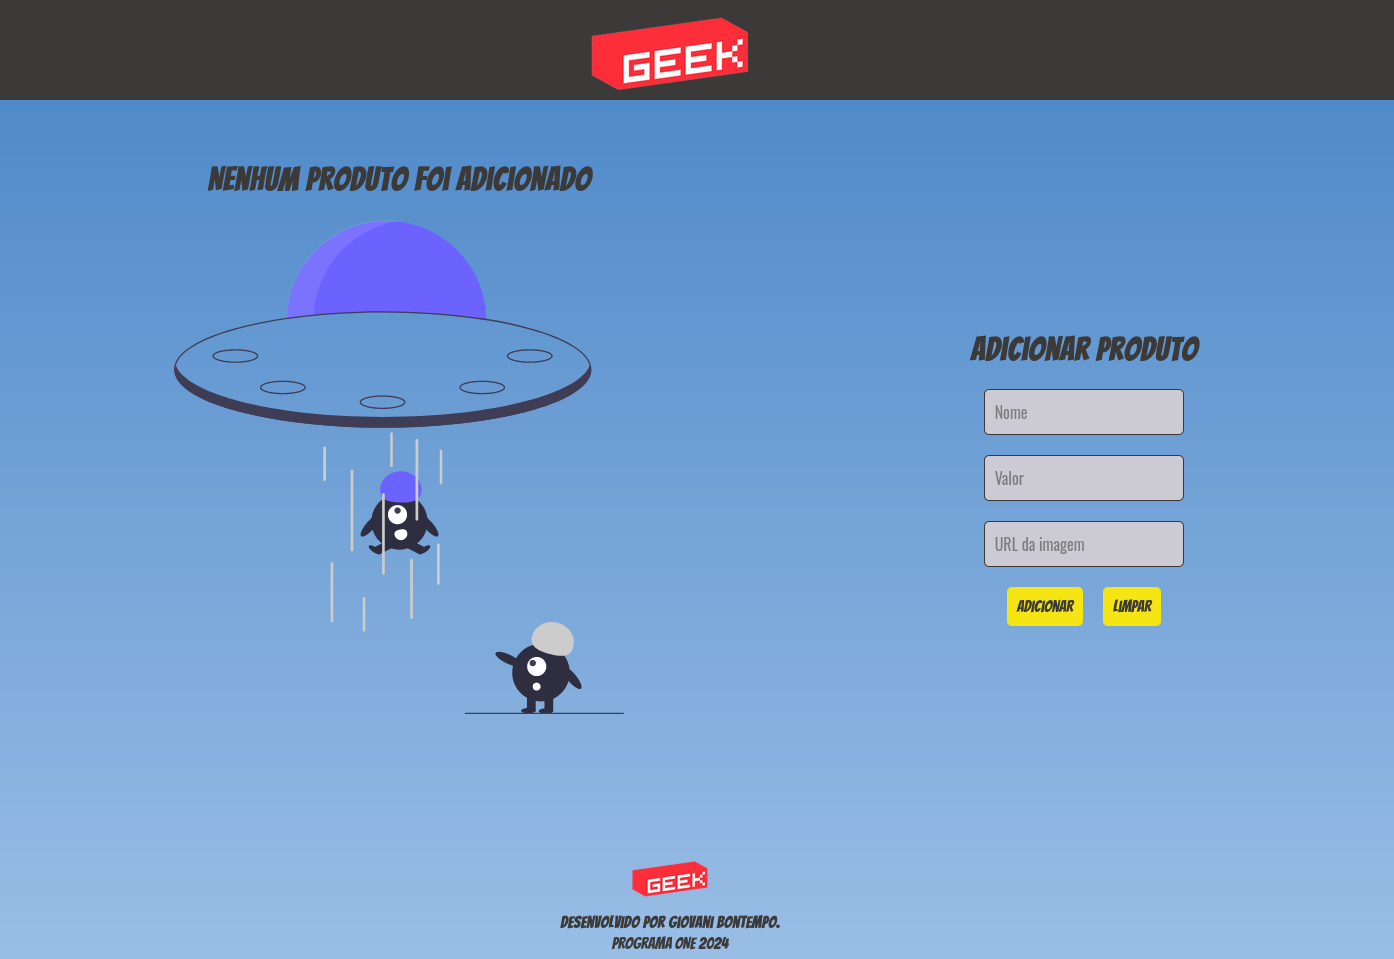 GEEK
NENHUM PRODUTO FOI ADICIONADO
ADICIONAR PRODUTO
Nome
Valor
URL da imagem
ADICIONAR LIMPAR
GEEK
DESENVOLVIDO POR GIOVANI BONTEMPO.
PROGRAMA ONE 2024